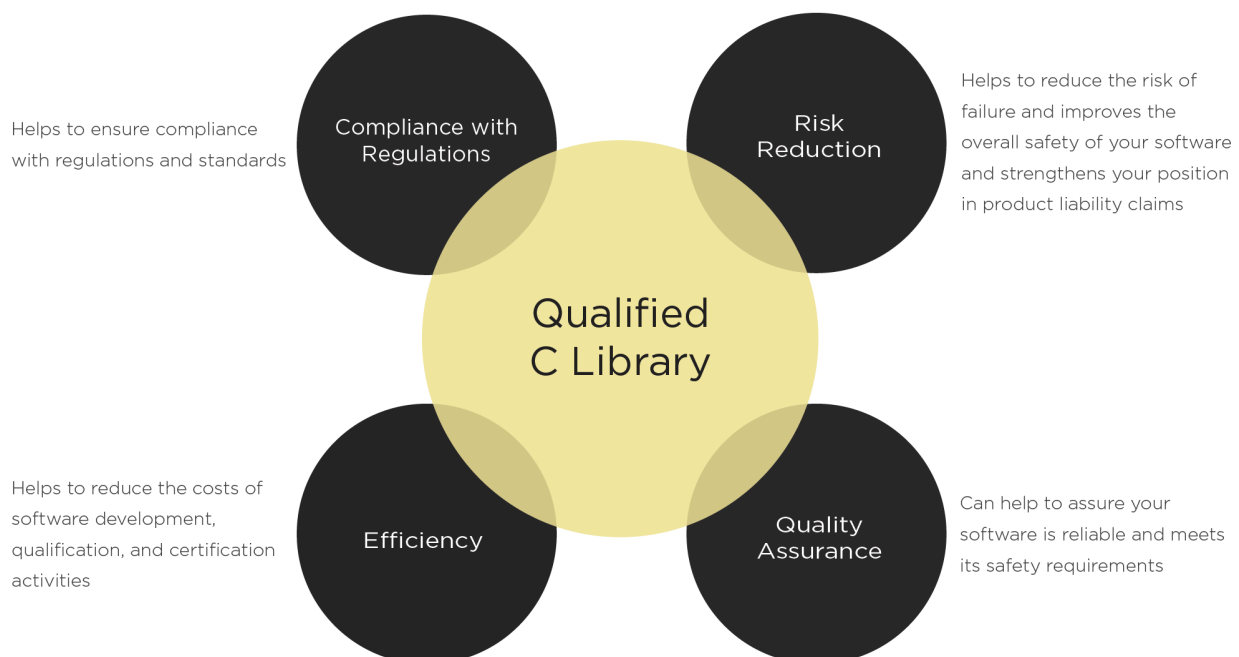 Helps to ensure compliance
with regulations and standards
Compliance with
Regulations
Risk
Reduction
Helps to reduce the risk of
failure and improves the
overall safety of your software
and strengthens your position
in product liability claims
Qualified
C Library
Helps to reduce the costs of
software development,
qualification, and certification
activities
Efficiency
Quality
Assurance
Can help to assure your
software is reliable and meets
its safety requirements